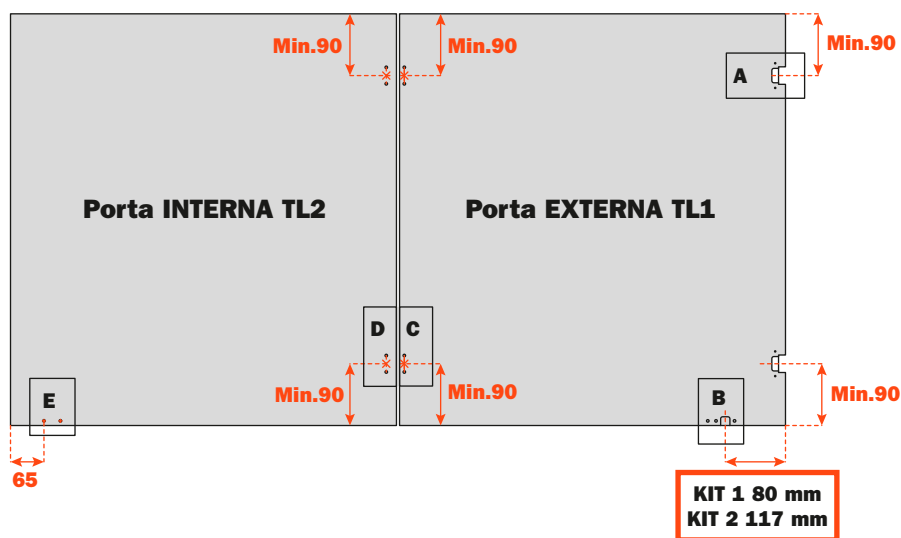 Min.90
Min.90
Min.90
A
Porta INTERNA TL2
Porta EXTERNA TL1
D
C
E
Min.90
Min.90
B
Min.90
65
KIT 1 80 mm
KIT 2 117 mm